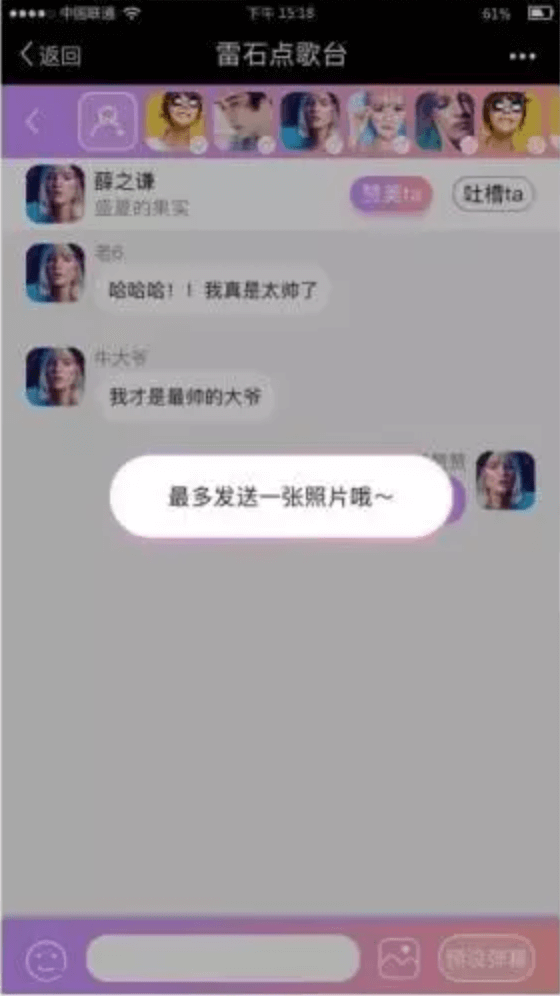 中国联通 下午 15:18 61%
返回 雷石点歌台
薛之谦
盛夏的果实
赞美ta 吐槽ta
老6
哈哈哈！！我真是太帅了
牛大爷
我才是最帅的大爷
最多发送一张照片哦～
预设弹幕